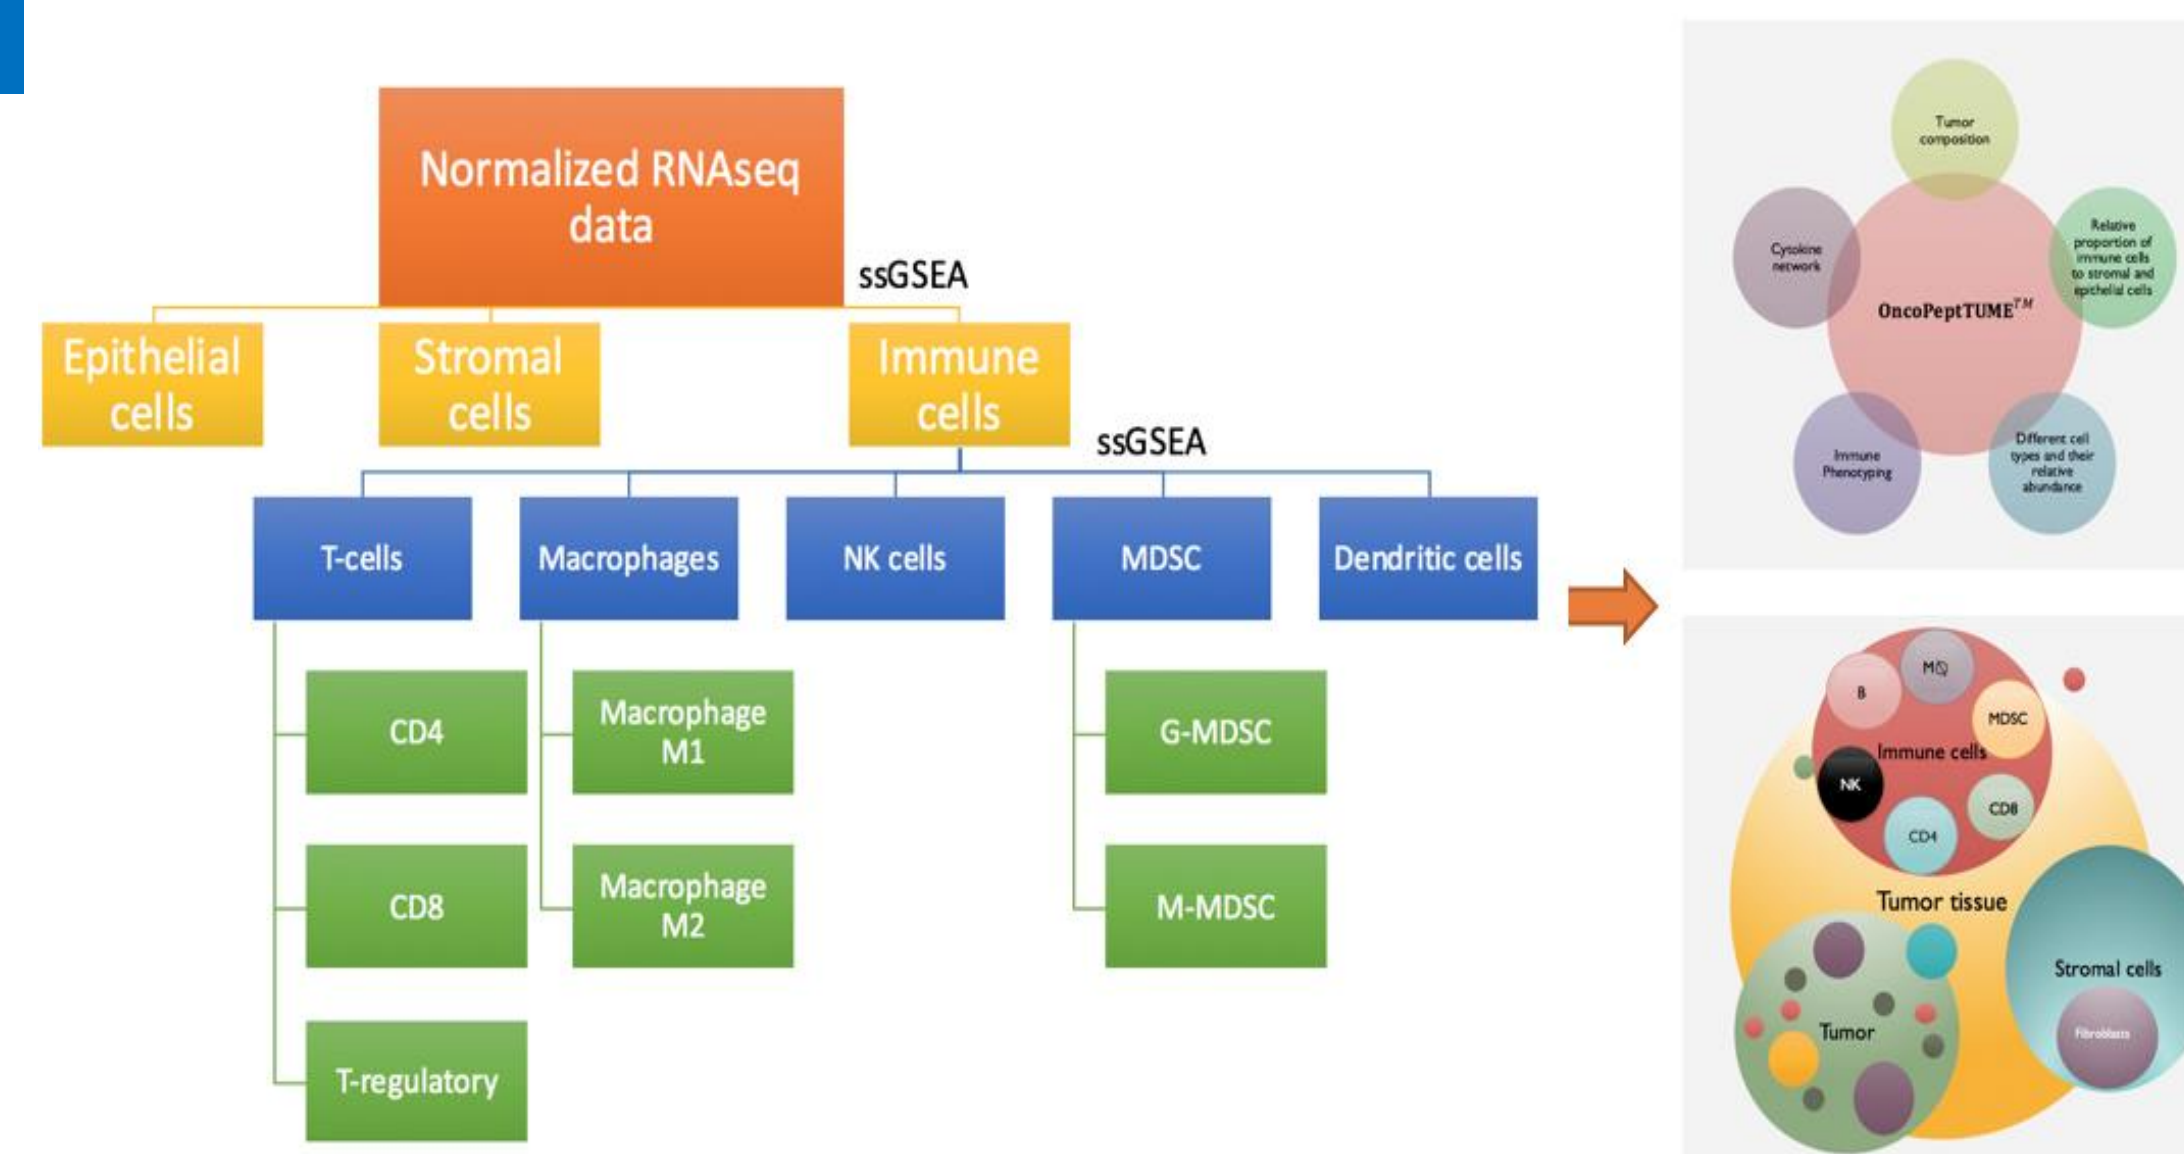 Normalized RNAseq
data
ssGSEA
Epithelial
cells
Stromal
cells
Immune
cells
ssGSEA
T-cells
Macrophages
NK cells
MDSC
Dendritic cells
CD4
Macrophage
M1
G-MDSC
CD8
Macrophage
M2
M-MDSC
T-regulatory
Tumor
composition
Cytokine
network
Relative
proportion of
immune cells
to stromal and
epithelial cells
OncoPeptTUME™
Immune
Phenotyping
Different cell
types and their
relative
abundance
B
MDSC
Immune cells
NK
CD8
CD4
Tumor tissue
Stromal cells
Tumor
Fibroblasts